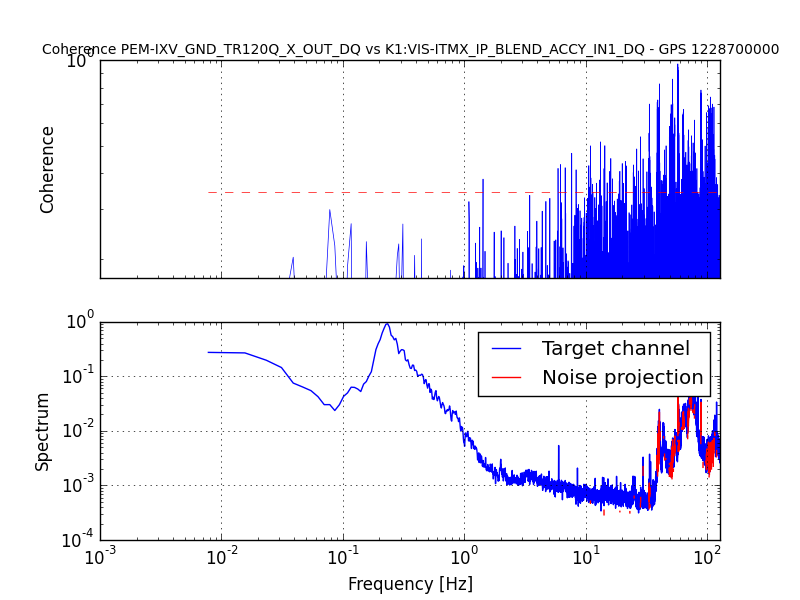 Coherence PEM-IXV_GND_TR120Q_X_OUT_DQ vs K1:VIS-ITMX_IP_BLEND_ACCY_IN1_DQ - GPS 1228700000
10^0
Coherence
10^0
10^-1
10^-2
10^-3
10^-4
Spectrum
Target channel
Noise projection
10^-3 10^-2 10^-1 10^0 10^1 10^2
Frequency [Hz]